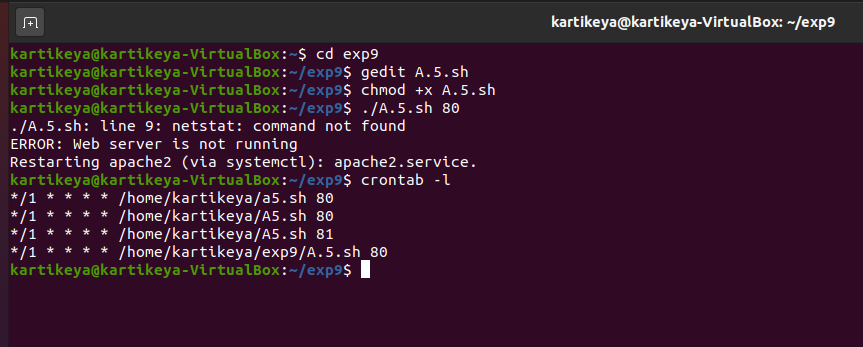 kartikeya@kartikeya-VirtualBox: ~/exp9
kartikeya@kartikeya-VirtualBox:~$ cd exp9
kartikeya@kartikeya-VirtualBox:~/exp9$ gedit A.5.sh
kartikeya@kartikeya-VirtualBox:~/exp9$ chmod +x A.5.sh
kartikeya@kartikeya-VirtualBox:~/exp9$ ./A.5.sh 80
./A.5.sh: line 9: netstat: command not found
ERROR: Web server is not running
Restarting apache2 (via systemctl): apache2.service.
kartikeya@kartikeya-VirtualBox:~/exp9$ crontab -l
*/1 * * * * /home/kartikeya/a5.sh 80
*/1 * * * * /home/kartikeya/A5.sh 80
*/1 * * * * /home/kartikeya/A5.sh 81
*/1 * * * * /home/kartikeya/exp9/A.5.sh 80
kartikeya@kartikeya-VirtualBox:~/exp9$